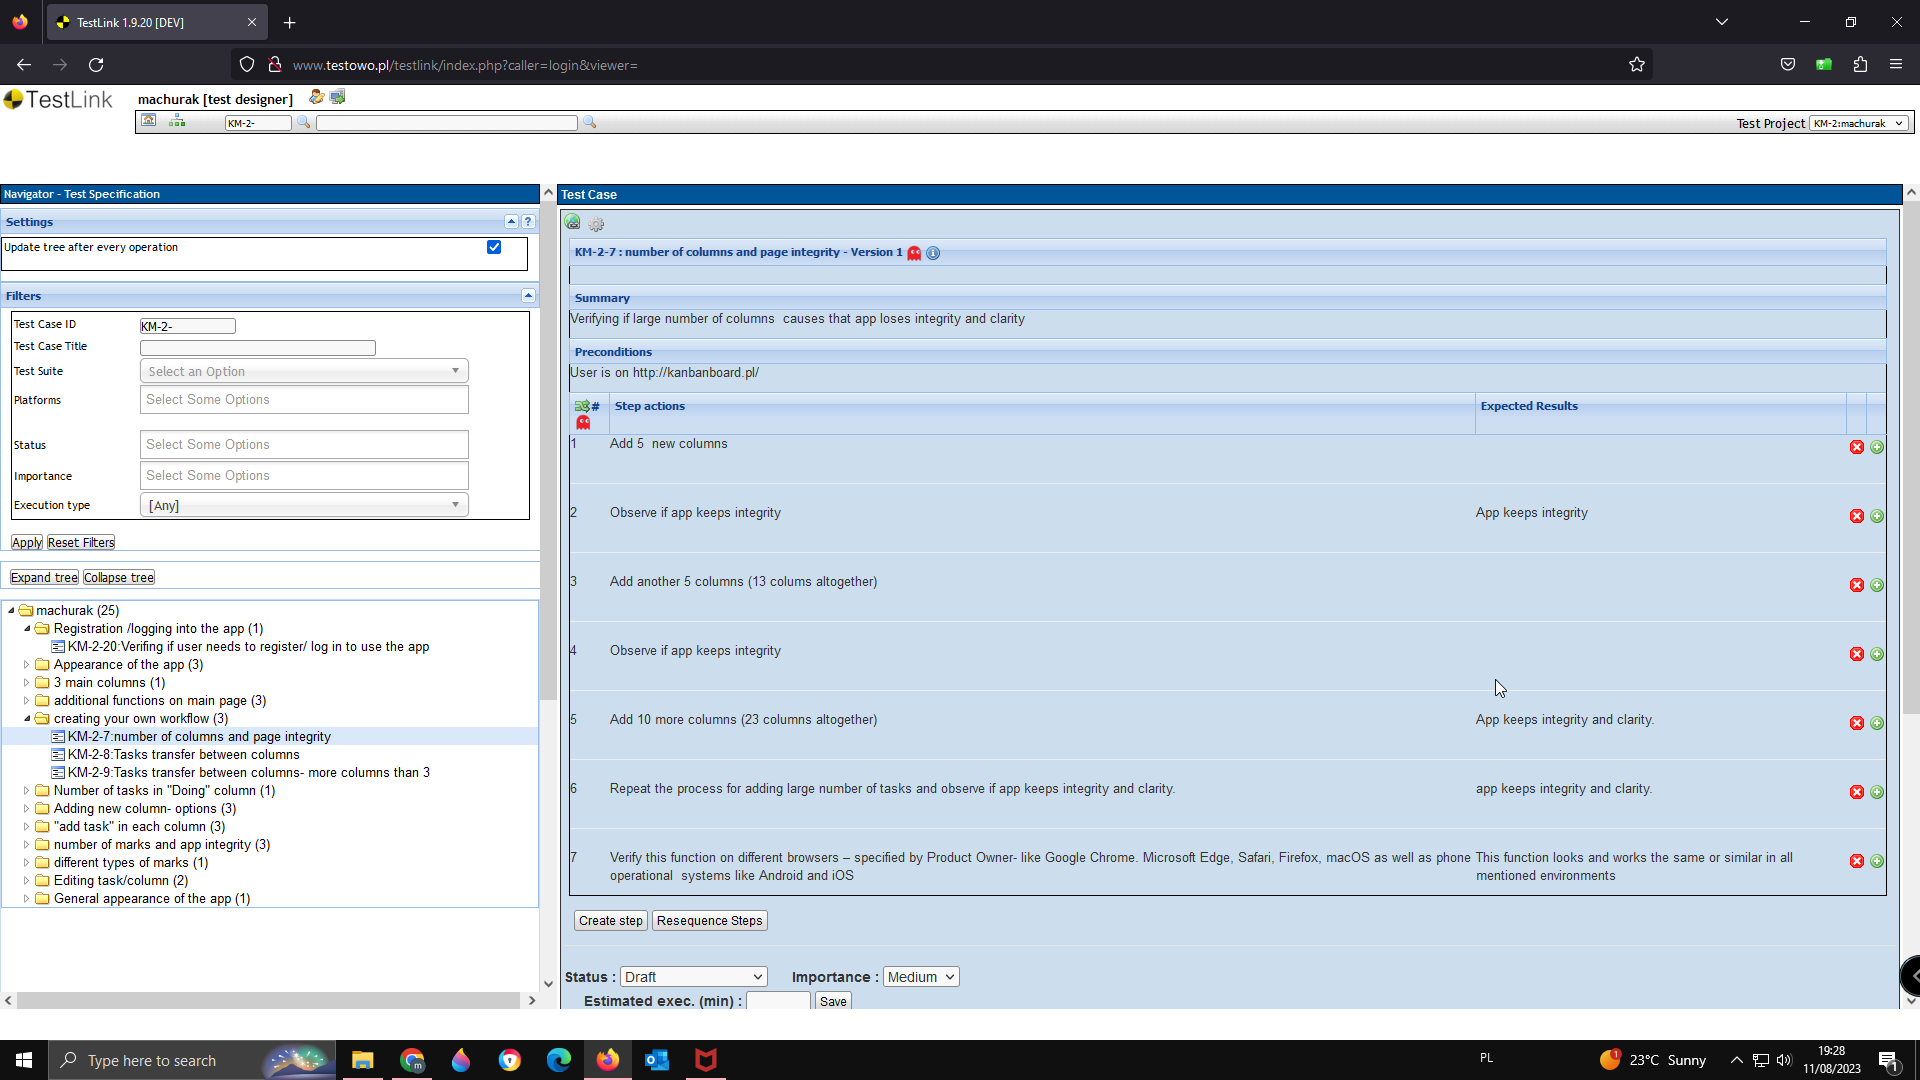 TestLink 1.9.20 [DEV]
www.testowo.pl/testlink/index.php?caller=login&viewer=
TestLink
machurak [test designer]
KM-2-
Test Project KM-2:machurak
Navigator - Test Specification
Settings
?
Update tree after every operation
Filters
Test Case ID KM-2-
Test Case Title
Test Suite Select an Option
Platforms Select Some Options
Status Select Some Options
Importance Select Some Options
Execution type [Any]
Apply Reset Filters
Expand tree Collapse tree
machurak (25)
Registration /logging into the app (1)
KM-2-20:Verifing if user needs to register/ log in to use the app
Appearance of the app (3)
3 main columns (1)
additional functions on main page (3)
creating your own workflow (3)
KM-2-7:number of columns and page integrity
KM-2-8:Tasks transfer between columns
KM-2-9:Tasks transfer between columns- more columns than 3
Number of tasks in "Doing" column (1)
Adding new column- options (3)
"add task" in each column (3)
number of marks and app integrity (3)
different types of marks (1)
Editing task/column (2)
General appearance of the app (1)
Test Case
KM-2-7 : number of columns and page integrity - Version 1
Summary
Verifying if large number of columns  causes that app loses integrity and clarity
Preconditions
User is on http://kanbanboard.pl/
# Step actions Expected Results
1 Add 5  new columns
2 Observe if app keeps integrity App keeps integrity
3 Add another 5 columns (13 colums altogether)
4 Observe if app keeps integrity
5 Add 10 more columns (23 columns altogether) App keeps integrity and clarity.
6 Repeat the process for adding large number of tasks and observe if app keeps integrity and clarity. app keeps integrity and clarity.
7 Verify this function on different browsers – specified by Product Owner- like Google Chrome. Microsoft Edge, Safari, Firefox, macOS as well as phone This function looks and works the same or similar in all
operational  systems like Android and iOS mentioned environments
Create step Resequence Steps
Status : Draft Importance : Medium
Estimated exec. (min) : Save
Type here to search
m
PL
1
23°C Sunny
19:28
11/08/2023
1